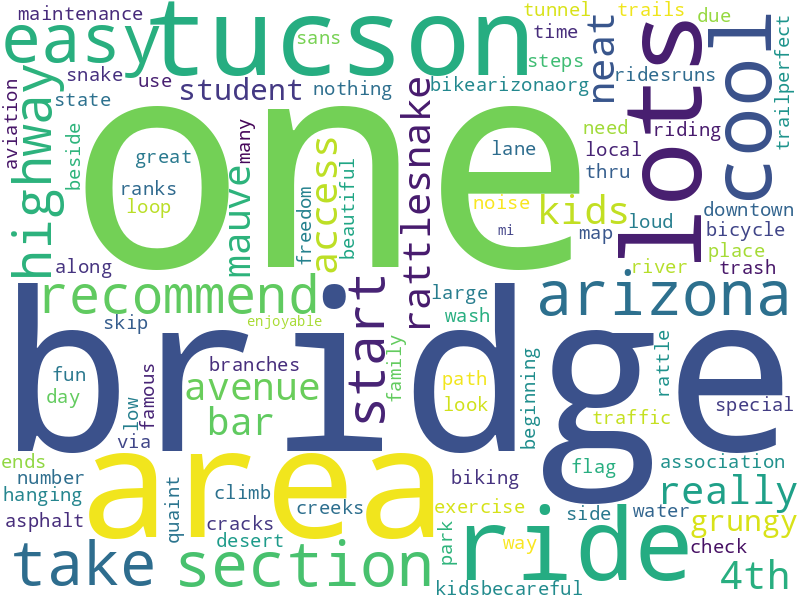 maintenance
tucson
tunnel
trails
due
easy
sans
time
neat
lots
cool
trailperfect
steps
highway
snake
use
student
nothing
bikearizonaorg
ridesruns
state
aviation
one
many
rattlesnake
need
riding
beside
great
access
beautiful
lane
local
ranks
mauve
freedom
thru
loop
noise
kids
loud
downtown
mi
map
bicycle
place
along
river
trash
recommend
start
large
arizona
skip
enjoyable
wash
bridge
branches
family
rattle
fun
famous
avenue
path
beginning
day
low
bar
look
traffic
special
via
ends
area
flag
association
number
biking
really
hanging
quaint
climb
creeks
exercise
side
water
grungy
asphalt
cracks
ride
desert
park
way
check
take
section
4th
kidsbecareful